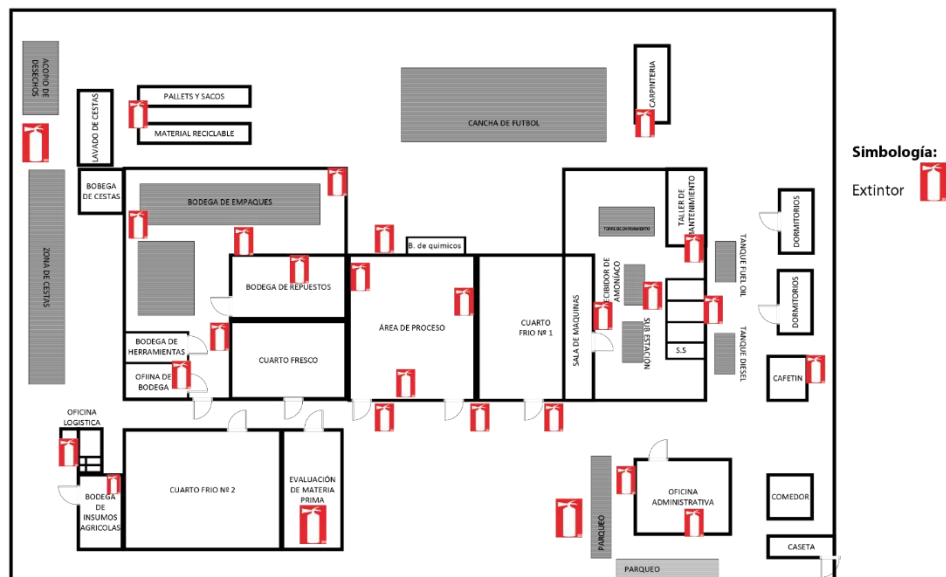 ACOPIO DE
DESECHOS
LAVADO DE CESTAS
PALLETS Y SACOS
MATERIAL RECICLABLE
CANCHA DE FUTBOL
CARPINTERIA
Simbología:
Extintor
BOBEGA
DE CESTAS
BODEGA DE EMPAQUES
ZONA DE CESTAS
B. de quimicos
TALLER DE
MANTENIMIENTO
DORMITORIOS
TANQUE FUEL OIL
BODEGA DE REPUESTOS
ÁREA DE PROCESO
CUARTO
FRIO Nº 1
SALA DE MAQUINAS
RECIBIDOR DE
AMONÍACO
SUB ESTACIÓN
S.S
TANQUE DIESEL
DORMITORIOS
BODEGA DE
HERRAMIENTAS
CUARTO FRESCO
OFIINA DE
BODEGA
CAFETIN
OFICINA
LOGISTICA
CUARTO FRIO Nº 2
EVALUACIÓN
DE MATERIA
PRIMA
BODEGA
DE
INSUMOS
AGRICOLAS
PARQUEO
OFICINA
ADMINISTRATIVA
COMEDOR
CASETA
PARQUEO